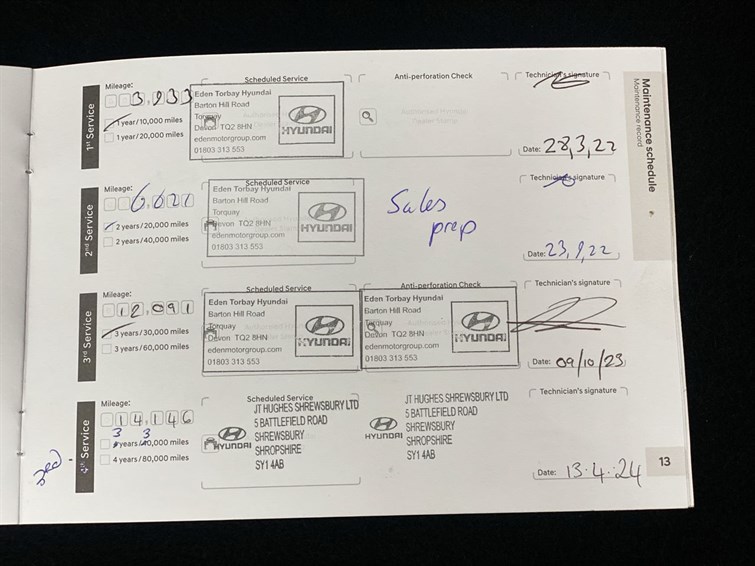 Maintenance schedule
Maintenance record
1st Service
Mileage:
3,933
1 year/10,000 miles
1 year/20,000 miles
Scheduled Service
Eden Torbay Hyundai
Barton Hill Road
Torquay
Devon TQ2 8HN
edenmotorgroup.com
01803 313 553
HYUNDAI
Anti-perforation Check
Authorised Hyundai
Dealer Stamp
Technician's signature
Date: 28,3,22
2nd Service
Mileage:
6621
2 years/20,000 miles
2 years/40,000 miles
Scheduled Service
Eden Torbay Hyundai
Barton Hill Road
Torquay
Devon TQ2 8HN
edenmotorgroup.com
01803 313 553
HYUNDAI
Sales
prep
Technician's signature
Date: 23,9,22
3rd Service
Mileage:
12,091
3 years/30,000 miles
3 years/60,000 miles
Scheduled Service
Eden Torbay Hyundai
Barton Hill Road
Torquay
Devon TQ2 8HN
edenmotorgroup.com
01803 313 553
HYUNDAI
Anti-perforation Check
Eden Torbay Hyundai
Barton Hill Road
Torquay
Devon TQ2 8HN
edenmotorgroup.com
01803 313 553
HYUNDAI
Technician's signature
Date: 09/10/23
3rd -
4th Service
Mileage:
14,146
3 3
years/40,000 miles
4 years/80,000 miles
Scheduled Service
HYUNDAI
JT HUGHES SHREWSBURY LTD
5 BATTLEFIELD ROAD
SHREWSBURY
SHROPSHIRE
SY1 4AB
HYUNDAI
JT HUGHES SHREWSBURY LTD
5 BATTLEFIELD ROAD
SHREWSBURY
SHROPSHIRE
SY1 4AB
Technician's signature
Date: 13.4.24
13